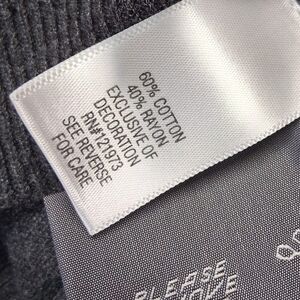 60% COTTON
40% RAYON
EXCLUSIVE OF
DECORATION
RN#121973
SEE REVERSE
FOR CARE
PLEASE